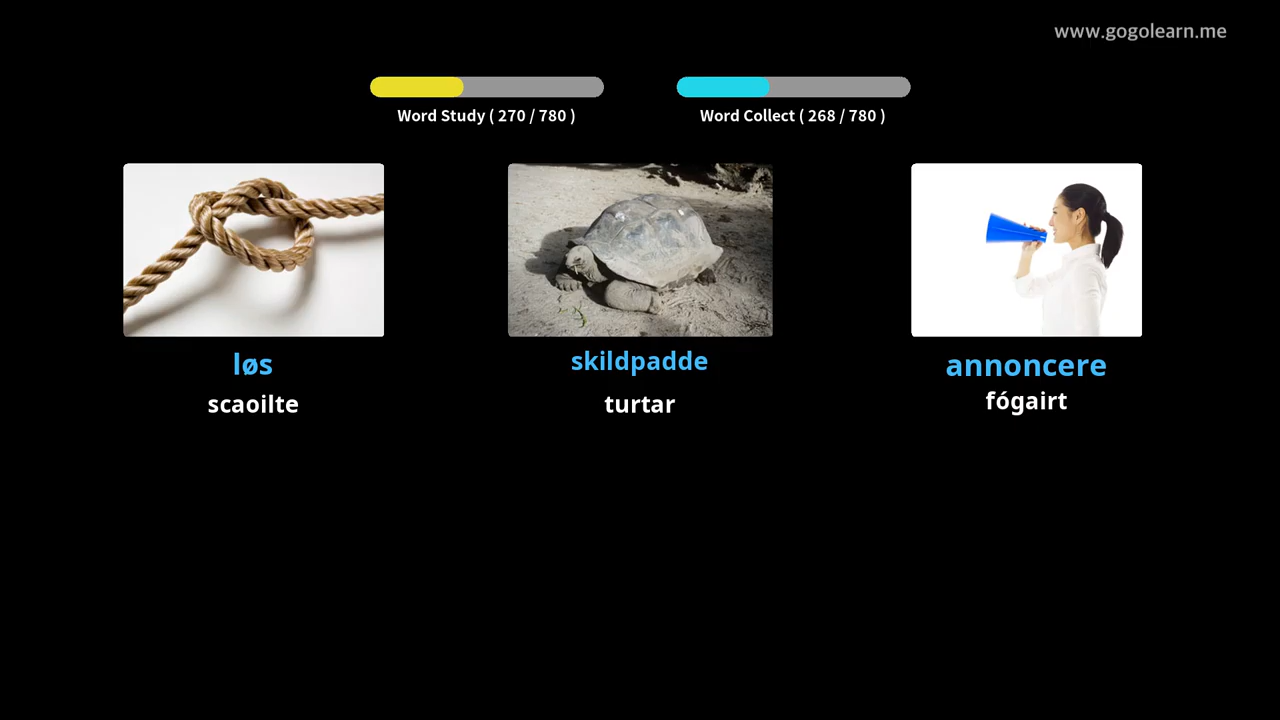 www.gogolearn.me
Word Study ( 270 / 780 )
Word Collect ( 268 / 780 )
løs
skildpadde
annoncere
scaoilte
turtar
fógairt